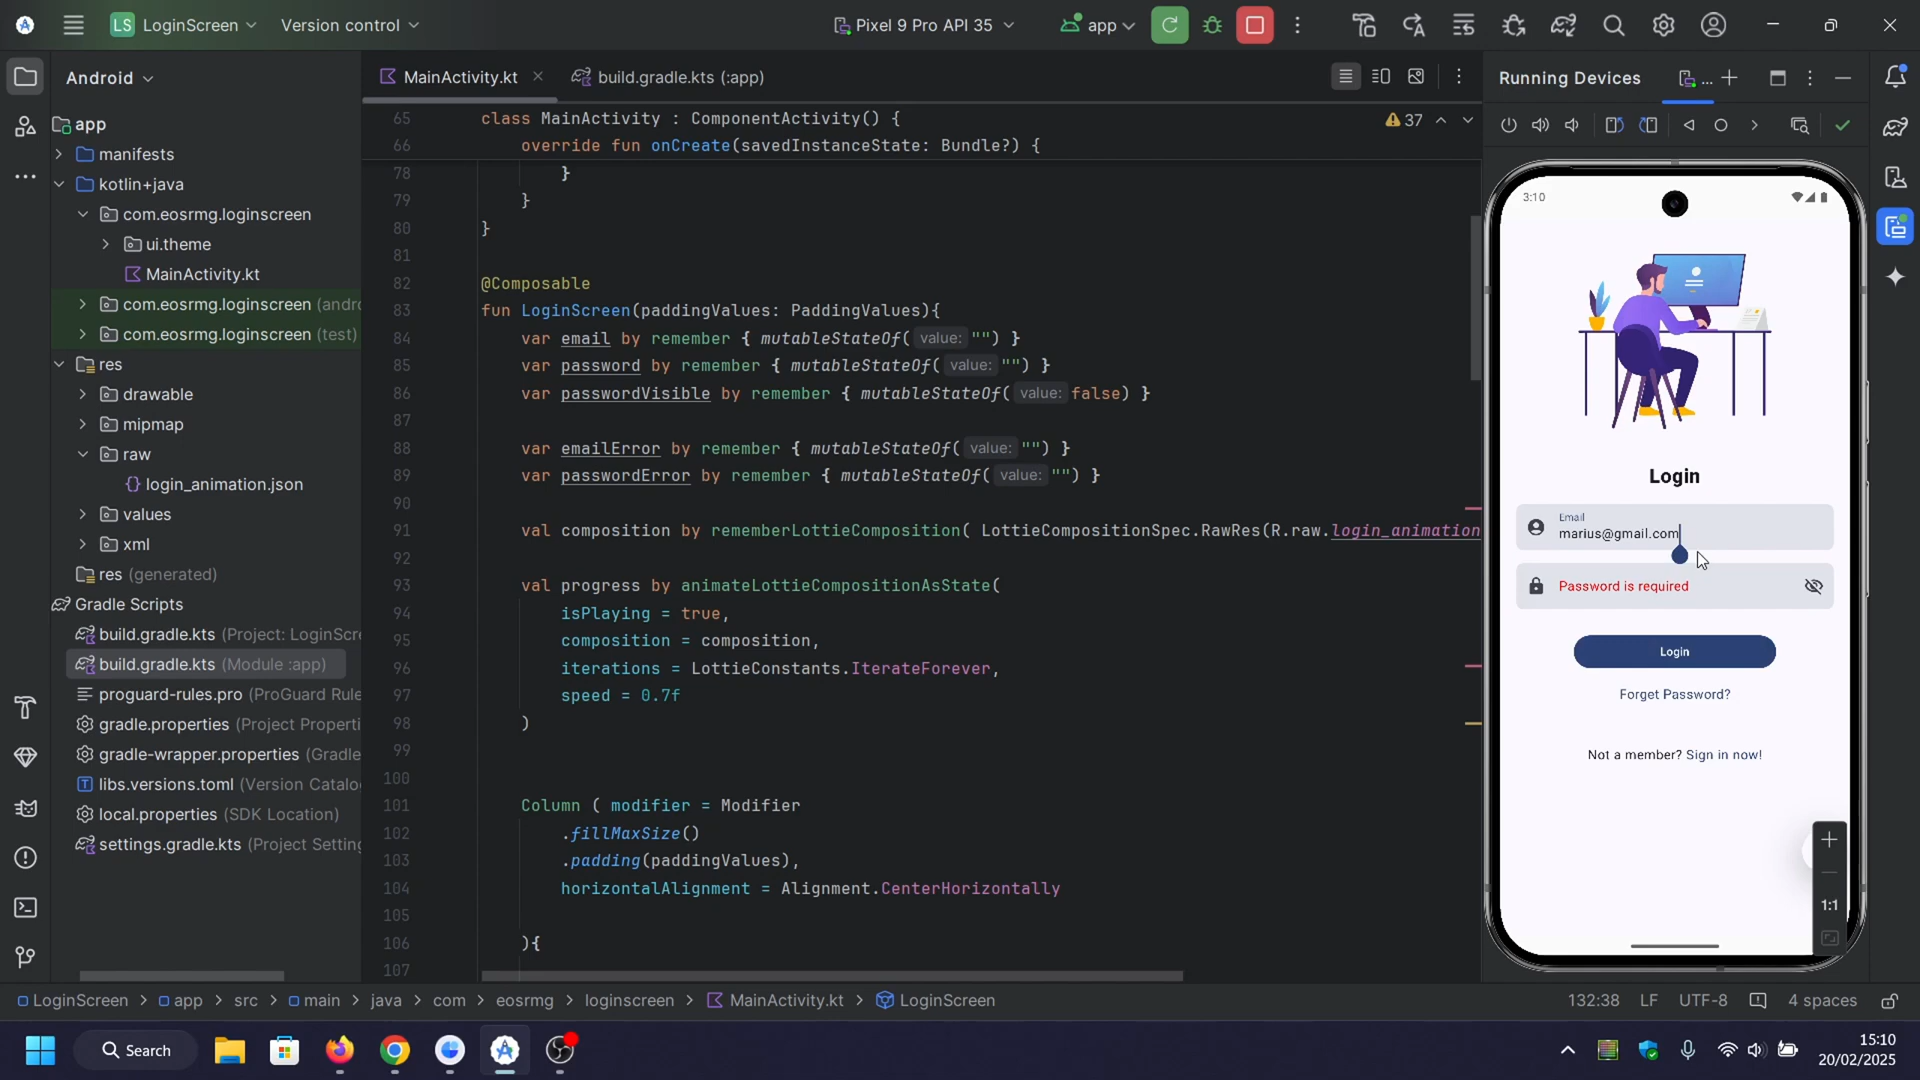 LS LoginScreen Version control Pixel 9 Pro API 35 app
Android
app
manifests
kotlin+java
com.eosrmg.loginscreen
ui.theme
MainActivity.kt
com.eosrmg.loginscreen (andro
com.eosrmg.loginscreen (test)
res
drawable
mipmap
raw
{} login_animation.json
values
xml
res (generated)
Gradle Scripts
build.gradle.kts (Project: LoginScre
build.gradle.kts (Module :app)
proguard-rules.pro (ProGuard Rule
gradle.properties (Project Properti
gradle-wrapper.properties (Gradle
libs.versions.toml (Version Catalo
local.properties (SDK Location)
settings.gradle.kts (Project Setting
MainActivity.kt build.gradle.kts (:app)
37
65 class MainActivity : ComponentActivity() {
66 override fun onCreate(savedInstanceState: Bundle?) {
78 }
79 }
80 }
81
82 @Composable
83 fun LoginScreen(paddingValues: PaddingValues){
84 var email by remember { mutableStateOf( value: "") }
85 var password by remember { mutableStateOf( value: "") }
86 var passwordVisible by remember { mutableStateOf( value: false) }
87
88 var emailError by remember { mutableStateOf( value: "") }
89 var passwordError by remember { mutableStateOf( value: "") }
90
91 val composition by rememberLottieComposition( LottieCompositionSpec.RawRes(R.raw.login_animation
92
93 val progress by animateLottieCompositionAsState(
94 isPlaying = true,
95 composition = composition,
96 iterations = LottieConstants.IterateForever,
97 speed = 0.7f
98 )
99
100
101 Column ( modifier = Modifier
102 .fillMaxSize()
103 .padding(paddingValues),
104 horizontalAlignment = Alignment.CenterHorizontally
105
106 ){
107
Running Devices ...
3:10
Login
Email
marius@gmail.com
Password is required
Login
Forget Password?
Not a member? Sign in now!
1:1
LoginScreen > app > src > main > java > com > eosrmg > loginscreen > MainActivity.kt > LoginScreen 132:38 LF UTF-8 4 spaces
Search
15:10
20/02/2025